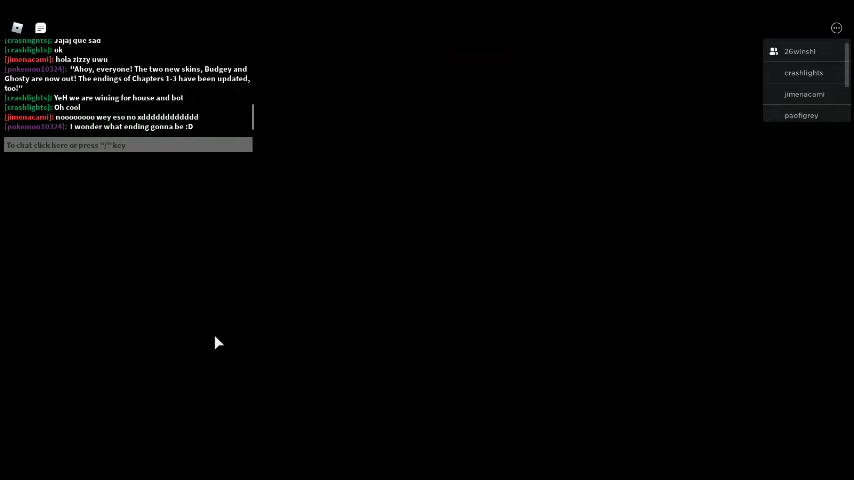 [crashlights]: Jajaj que sad
[crashlights]: ok
[jimenacami]: hola zizzy uwu
[pokemon10324]: "Ahoy, everyone! The two new skins, Budgey and
Ghosty are now out! The endings of Chapters 1-3 have been updated,
too!"
[crashlights]: YeH we are wining for house and bot
[crashlights]: Oh cool
[jimenacami]: noooooooo wey eso no xdddddddddddd
[pokemon10324]: I wonder what ending gonna be :D
To chat click here or press "/" key
26winshi
crashlights
jimenacami
paofigrey